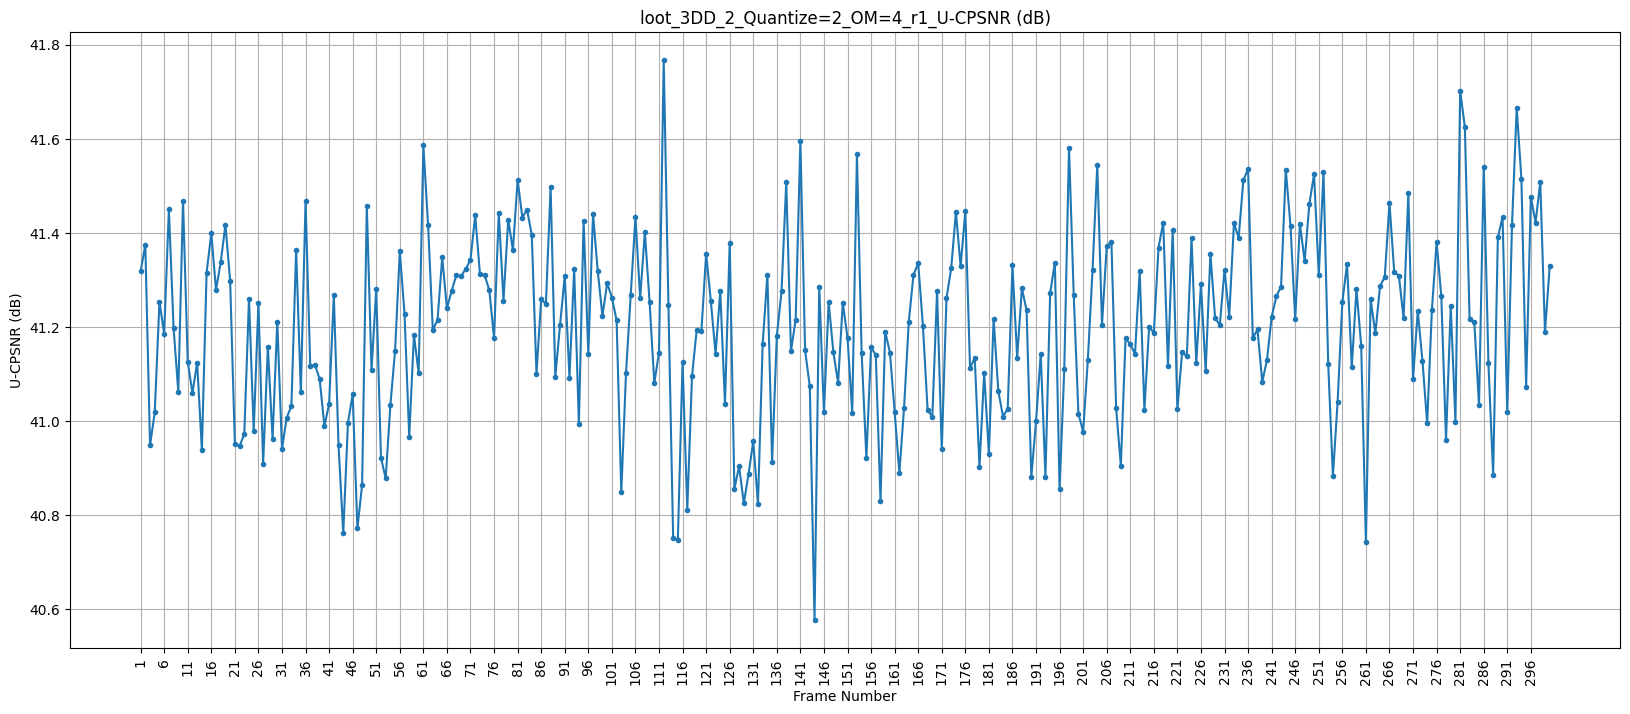 loot_3DD_2_Quantize=2_OM=4_r1_U-CPSNR (dB)
U-CPSNR (dB)
41.8
41.6
41.4
41.2
41.0
40.8
40.6
1 6 11 16 21 26 31 36 41 46 51 56 61 66 71 76 81 86 91 96 101 106 111 116 121 126 131 136 141 146 151 156 161 166 171 176 181 186 191 196 201 206 211 216 221 226 231 236 241 246 251 256 261 266 271 276 281 286 291 296
Frame Number